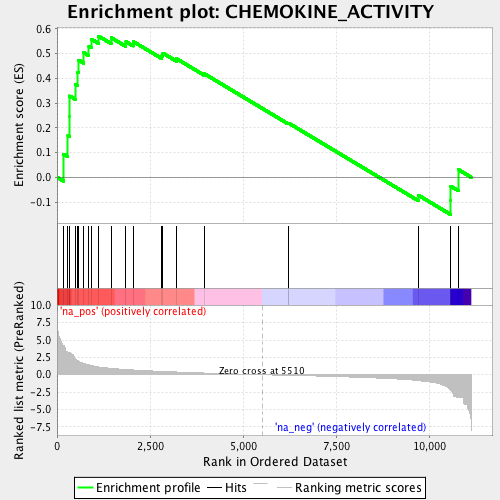 Enrichment plot: CHEMOKINE_ACTIVITY
Enrichment score (ES)
0.6
0.5
0.4
0.3
0.2
0.1
0.0
-0.1
'na_pos' (positively correlated)
Ranked list metric (PreRanked)
10.0
7.5
5.0
2.5
0.0
-2.5
-5.0
-7.5
Zero cross at 5510
'na_neg' (negatively correlated)
0 2,500 5,000 7,500 10,000
Rank in Ordered Dataset
Enrichment profile Hits Ranking metric scores